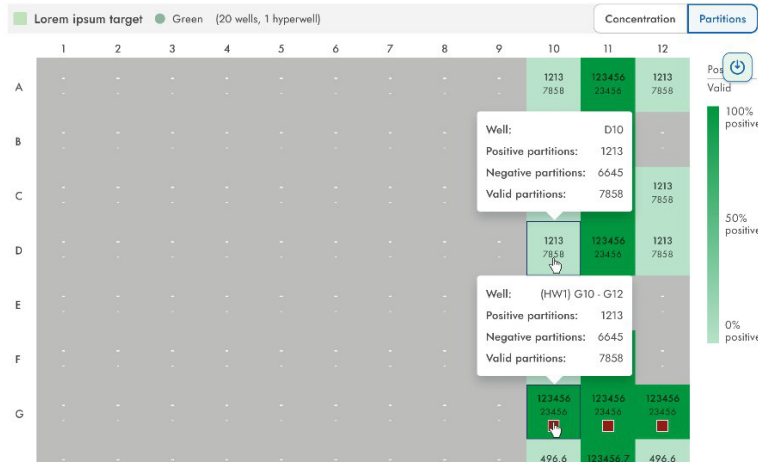 Lorem ipsum target Green (20 wells, 1 hyperwell) Concentration Partitions
1 2 3 4 5 6 7 8 9 10 11 12
Pos
Valid
A - - - - - - - - - 1213 123456 1213
- - - - - - - - - 7858 23456 7858
100% positive
B - - - - - - - - - -
- - - - - - - - - -
Well: D10
Positive partitions: 1213
Negative partitions: 6645
Valid partitions: 7858
C - - - - - - - - 1213
- - - - - - - - 7858
50% positive
D - - - - - - - - - 1213 123456 1213
- - - - - - - - - 7858 23456 7858
E - - - - - - - - -
- - - - - - - - -
Well: (HW1) G10 - G12
Positive partitions: 1213
Negative partitions: 6645
Valid partitions: 7858
0% positive
F - - - - - - - - -
- - - - - - - - -
G - - - - - - - - - 123456 123456 123456
- - - - - - - - - 23456 23456 23456
- - - - - - - - - 496.6 123456.7 496.6